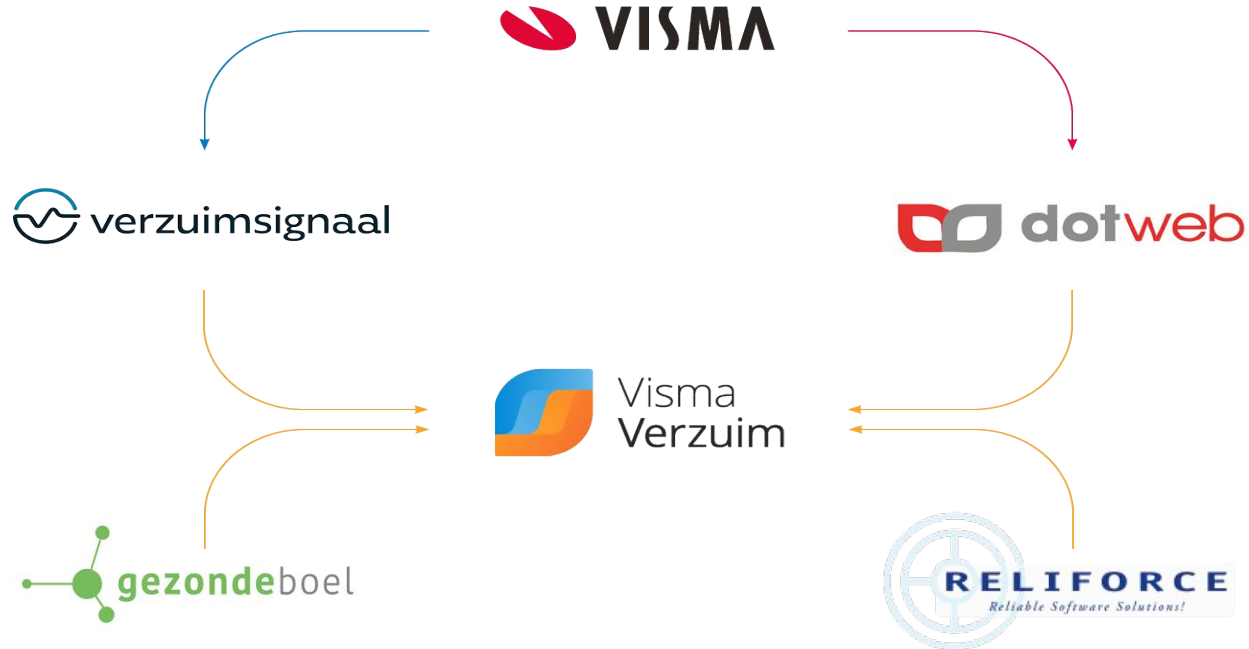 VISMA
verzuimsignaal
dotweb
Visma
Verzuim
gezondeboel
RELIFORCE
Reliable Software Solutions!